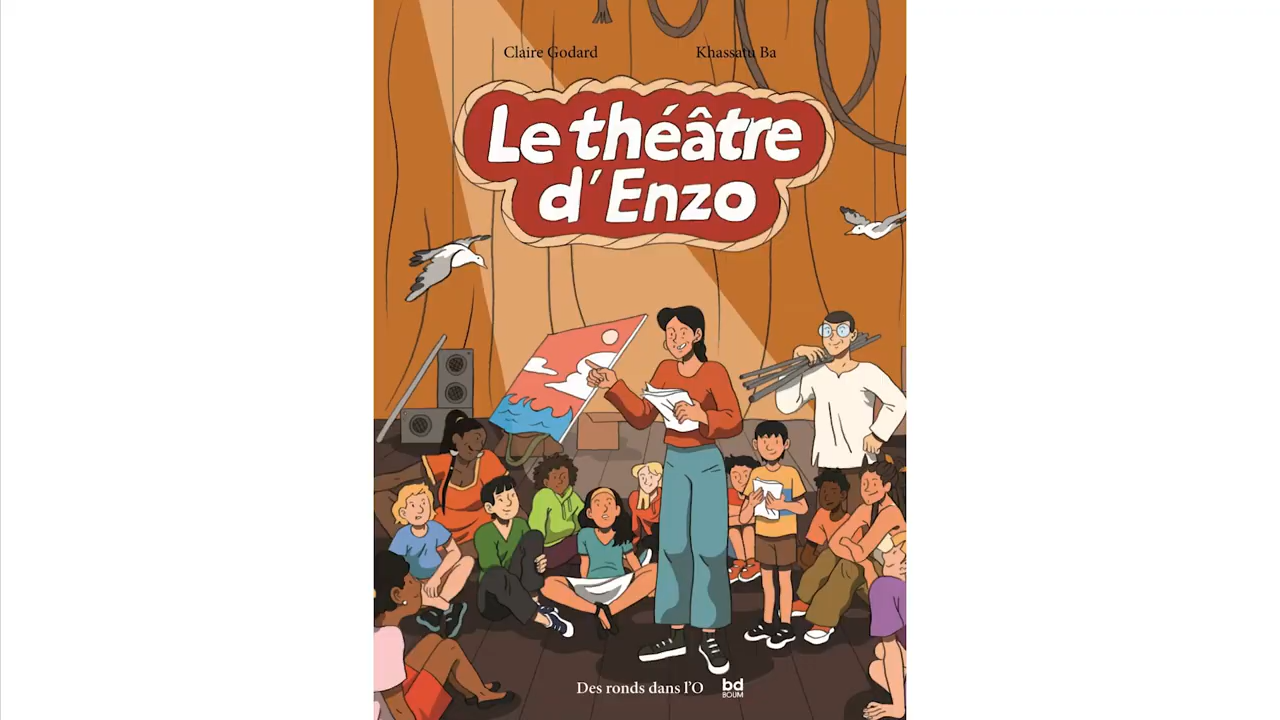 Claire Godard Khassatu Ba
Le théâtre
d'Enzo
Des ronds dans l'O bd
BOUM